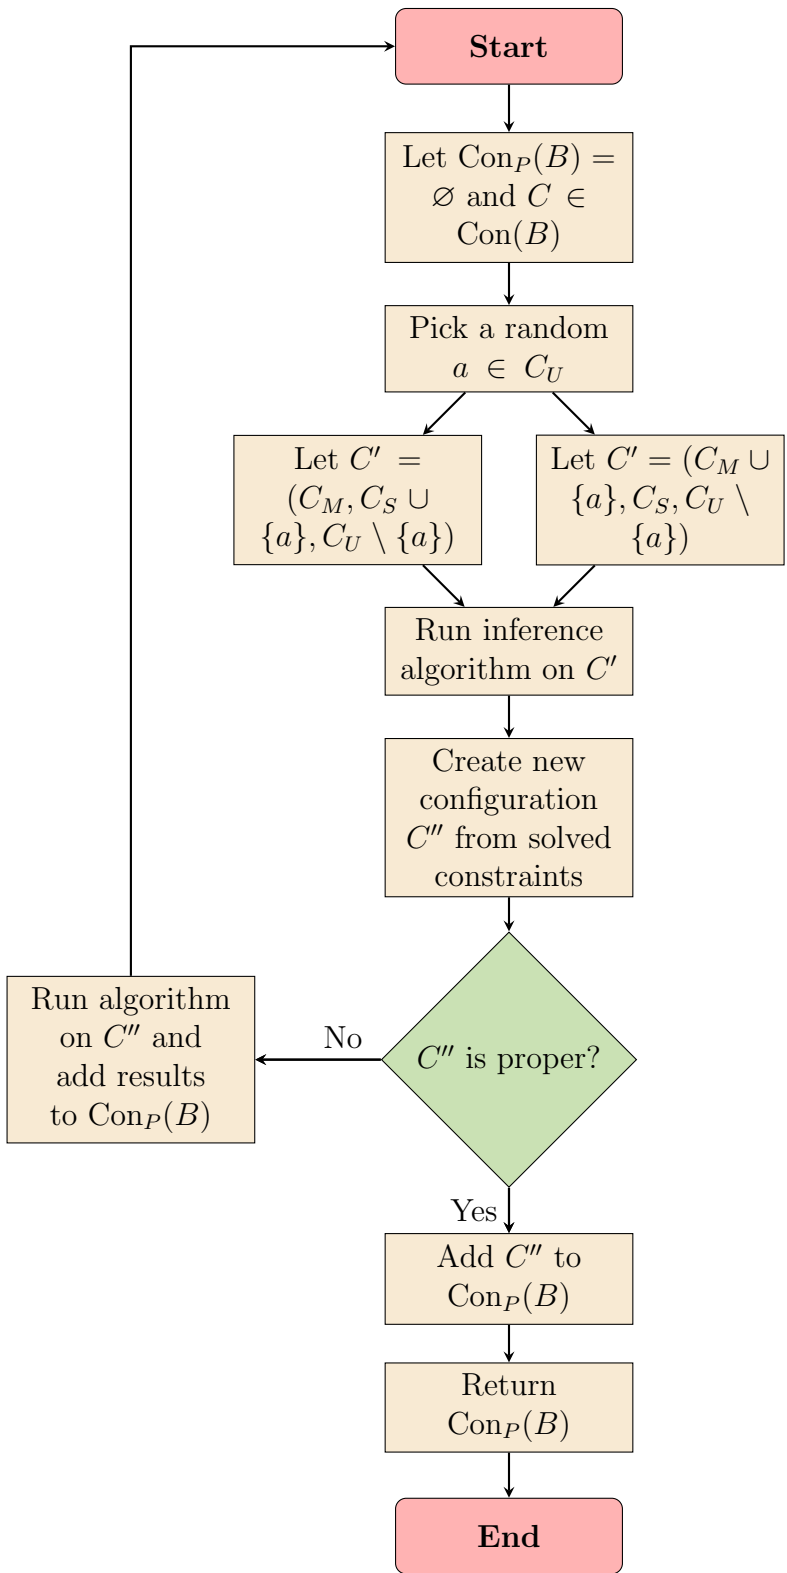 Start
Let Con_P(B) =
∅ and C ∈
Con(B)
Pick a random
a ∈ C_U
Let C′ =
(C_M, C_S ∪
{a}, C_U \ {a})
Let C′ = (C_M ∪
{a}, C_S, C_U \
{a})
Run inference
algorithm on C′
Create new
configuration
C″ from solved
constraints
C″ is proper?
No
Run algorithm
on C″ and
add results
to Con_P(B)
Yes
Add C″ to
Con_P(B)
Return
Con_P(B)
End